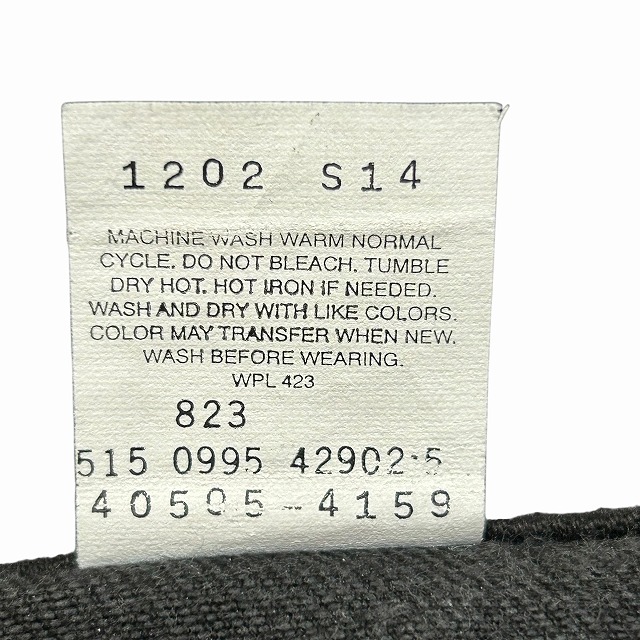 1202 S14
MACHINE WASH WARM NORMAL
CYCLE. DO NOT BLEACH. TUMBLE
DRY HOT. HOT IRON IF NEEDED.
WASH AND DRY WITH LIKE COLORS.
COLOR MAY TRANSFER WHEN NEW.
WASH BEFORE WEARING.
WPL 423
823
515 0995 42902-5
40595-4159